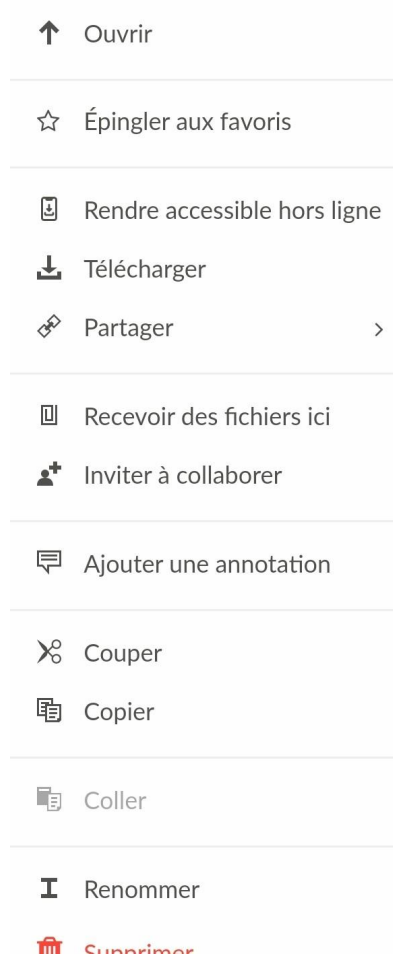 Ouvrir
Épingler aux favoris
Rendre accessible hors ligne
Télécharger
Partager
Recevoir des fichiers ici
Inviter à collaborer
Ajouter une annotation
Couper
Copier
Coller
Renommer
Supprimer